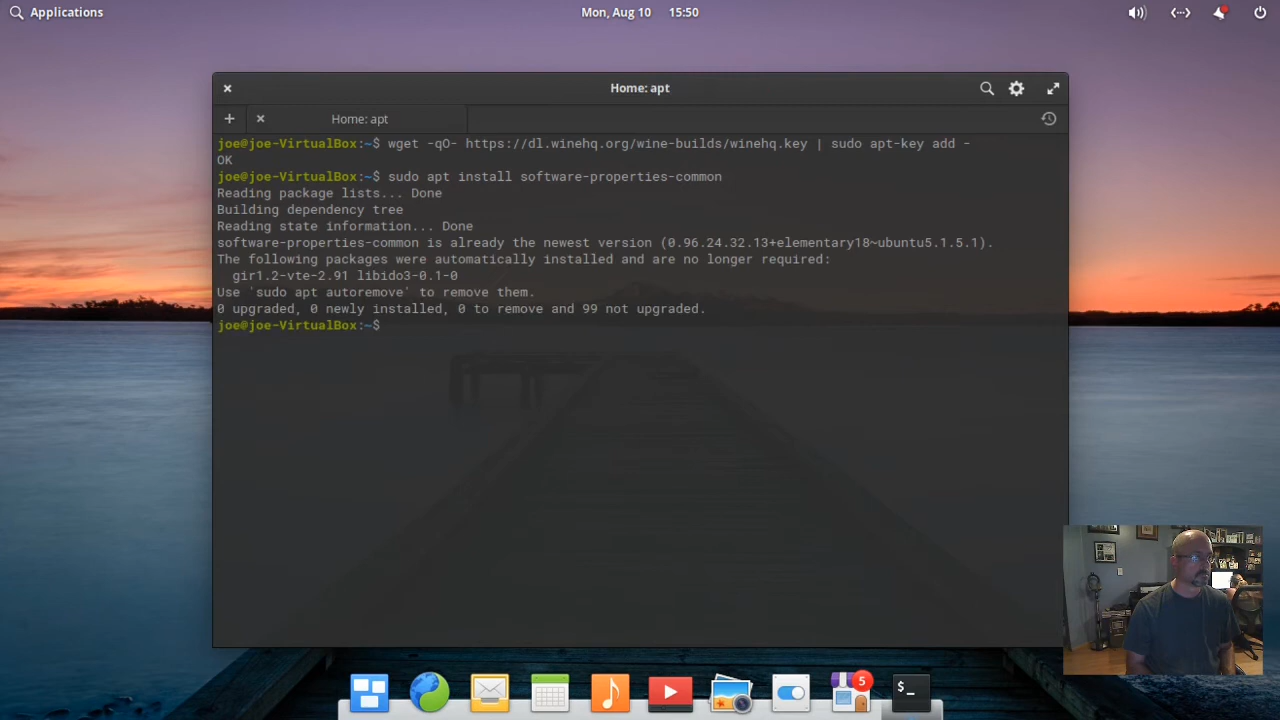 Applications
Mon, Aug 10 15:50
Home: apt
Home: apt
joe@joe-VirtualBox:~$ wget -qO- https://dl.winehq.org/wine-builds/winehq.key | sudo apt-key add -
OK
joe@joe-VirtualBox:~$ sudo apt install software-properties-common
Reading package lists... Done
Building dependency tree
Reading state information... Done
software-properties-common is already the newest version (0.96.24.32.13+elementary18~ubuntu5.1.5.1).
The following packages were automatically installed and are no longer required:
  gir1.2-vte-2.91 libido3-0.1-0
Use `sudo apt autoremove` to remove them.
0 upgraded, 0 newly installed, 0 to remove and 99 not upgraded.
joe@joe-VirtualBox:~$
5
$_